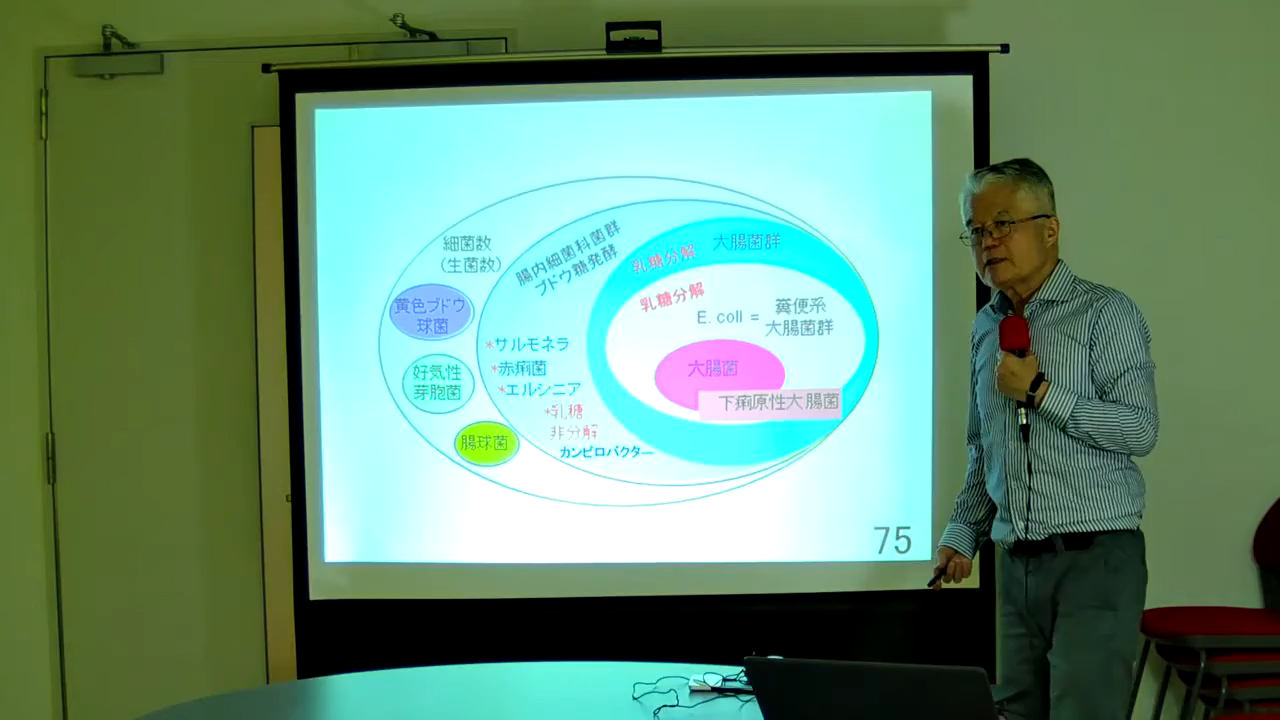 細菌数
(生菌数)
黄色ブドウ
球菌
好気性
芽胞菌
腸球菌
腸内細菌科菌群
ブドウ糖発酵
*サルモネラ
*赤痢菌
*エルシニア
*乳糖
非分解
カンピロバクター
乳糖分解
大腸菌群
乳糖分解
E. coli =
糞便系
大腸菌群
大腸菌
下痢原性大腸菌
75